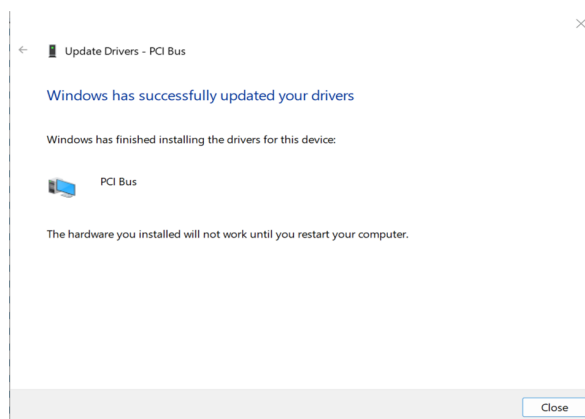 Update Drivers - PCI Bus
Windows has successfully updated your drivers
Windows has finished installing the drivers for this device:
PCI Bus
The hardware you installed will not work until you restart your computer.
Close